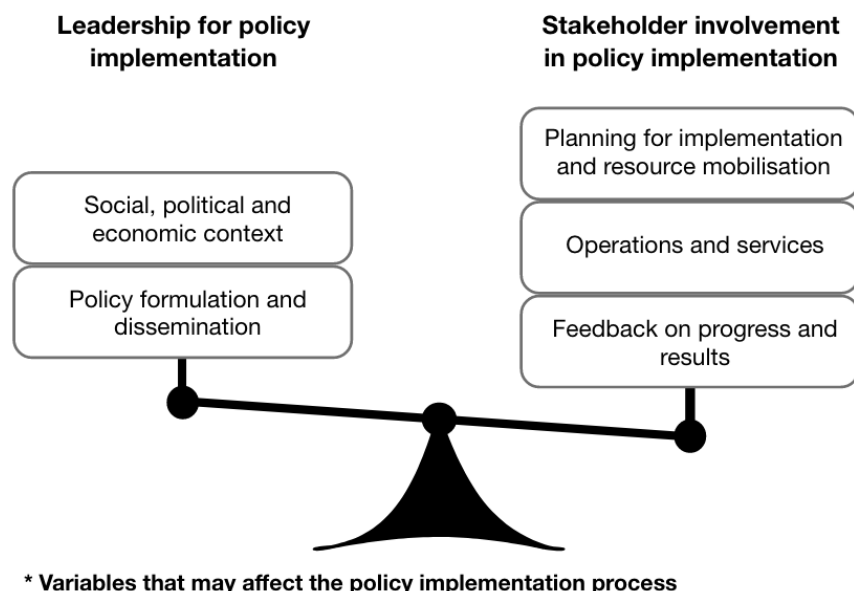 Leadership for policy
implementation
Stakeholder involvement
in policy implementation
Social, political and
economic context
Policy formulation and
dissemination
Planning for implementation
and resource mobilisation
Operations and services
Feedback on progress and
results
* Variables that may affect the policy implementation process